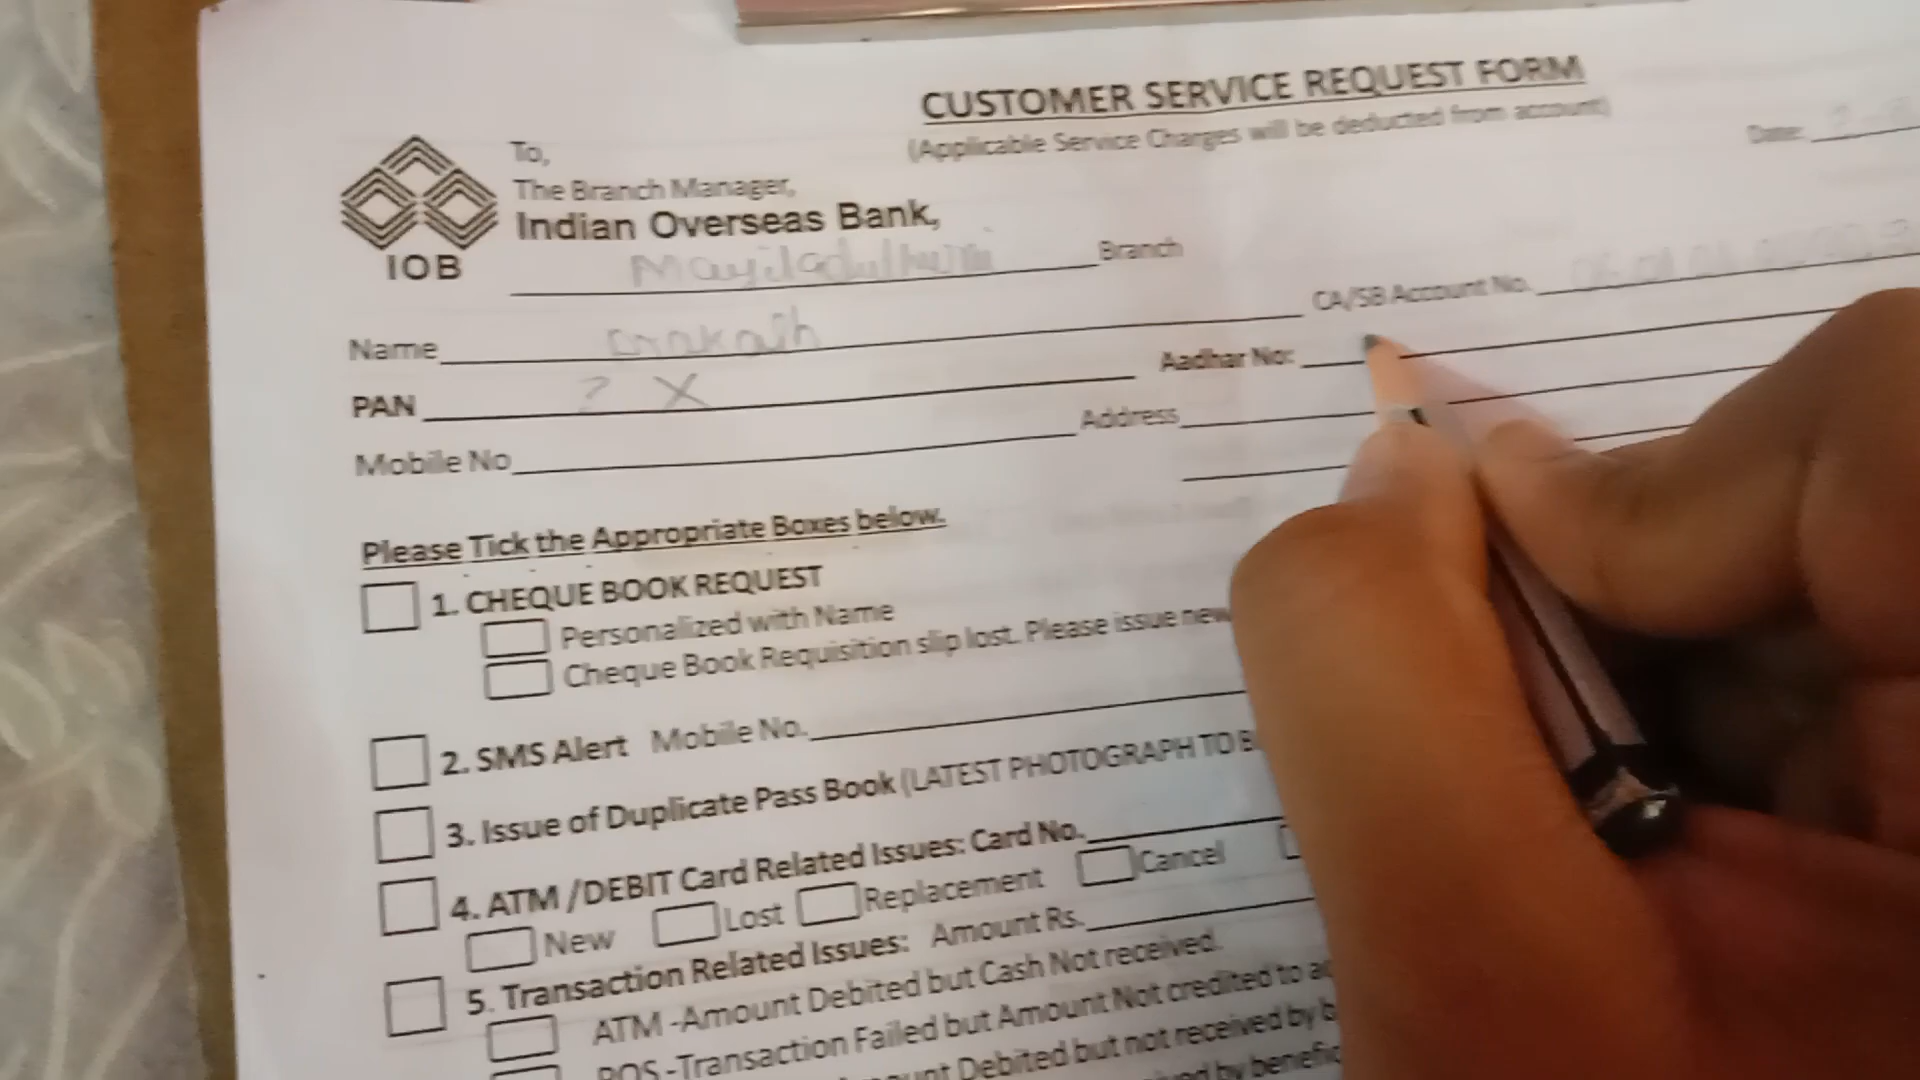 CUSTOMER SERVICE REQUEST FORM
(Applicable Service Charges will be deducted from account)
Date:
To,
The Branch Manager,
Indian Overseas Bank,
IOB
Branch
Name prakash CA/SB Account No.
PAN ? X Aadhar No:
Mobile No Address
Please Tick the Appropriate Boxes below.
1. CHEQUE BOOK REQUEST
Personalized with Name
Cheque Book Requisition slip lost. Please issue new
2. SMS Alert Mobile No.
3. Issue of Duplicate Pass Book (LATEST PHOTOGRAPH TO B
4. ATM /DEBIT Card Related Issues: Card No.
New Lost Replacement Cancel
5. Transaction Related Issues: Amount Rs.
ATM -Amount Debited but Cash Not received.
POS -Transaction Failed but Amount Not credited to a
Debited but not received by b
by benefic